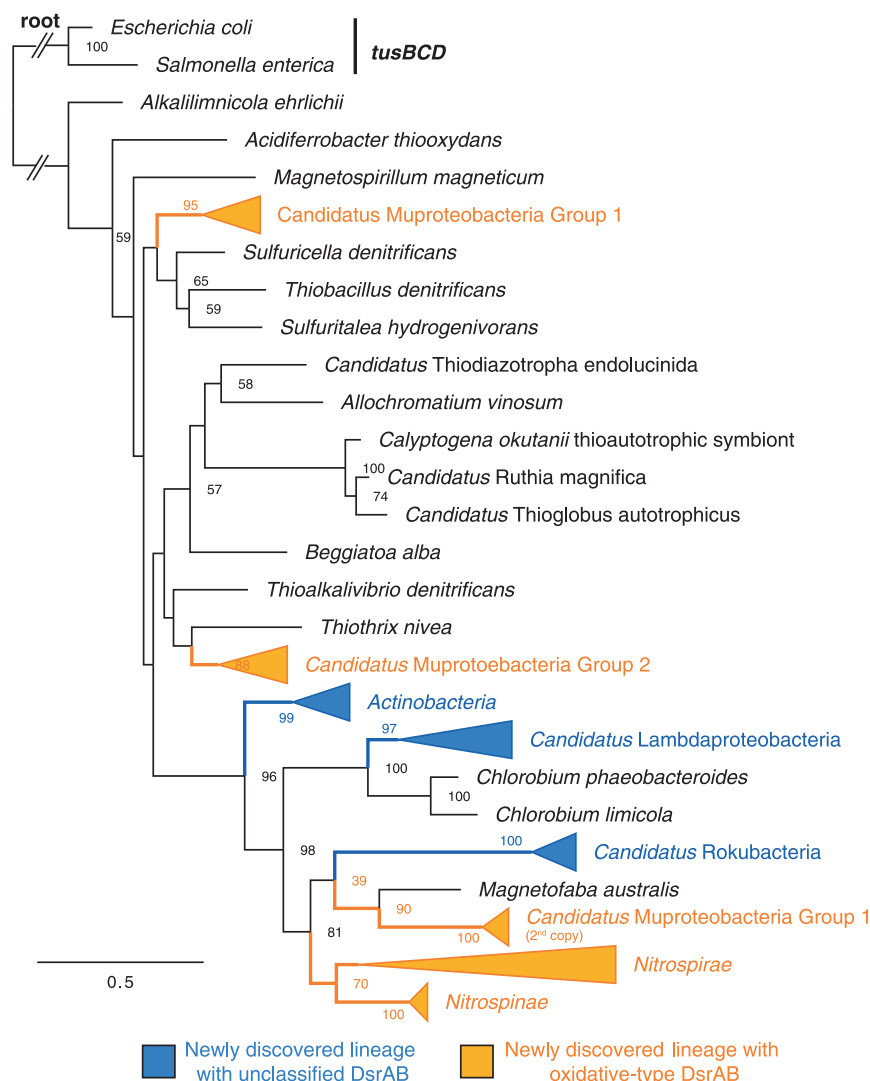 root
Escherichia coli
100
tusBCD
Salmonella enterica
Alkalilimnicola ehrlichii
Acidiferrobacter thiooxydans
Magnetospirillum magneticum
95
Candidatus Muproteobacteria Group 1
59
Sulfuricella denitrificans
65
Thiobacillus denitrificans
59
Sulfuritalea hydrogenivorans
Candidatus Thiodiazotropha endolucinida
58
Allochromatium vinosum
Calyptogena okutanii thioautotrophic symbiont
100
Candidatus Ruthia magnifica
57
74
Candidatus Thioglobus autotrophicus
Beggiatoa alba
Thioalkalivibrio denitrificans
Thiothrix nivea
88
Candidatus Muprotoebacteria Group 2
Actinobacteria
99
97
Candidatus Lambdaproteobacteria
96
100
Chlorobium phaeobacteroides
100
Chlorobium limicola
100
98
Candidatus Rokubacteria
39
Magnetofaba australis
90
Candidatus Muproteobacteria Group 1
100
(2nd copy)
81
Nitrospirae
0.5
70
Nitrospinae
100
Newly discovered lineage
with unclassified DsrAB
Newly discovered lineage with
oxidative-type DsrAB